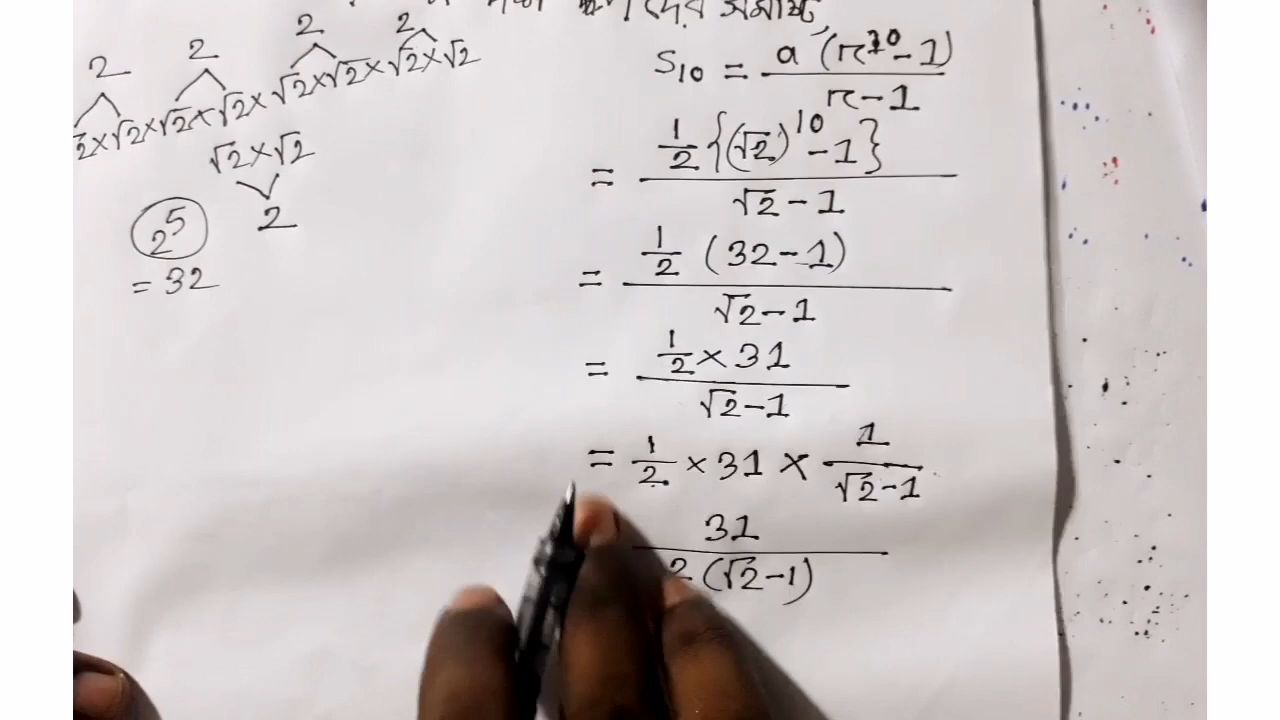 দের সমষ্টি,
2 2 2 2
2×√2×√2×√2×√2×√2×√2×√2
√2×√2
2
2⁵
= 32
S₁₀ = a (r¹⁰-1) / r-1
= 1/2 {(√2)¹⁰ -1} / √2-1
= 1/2 (32-1) / √2-1
= 1/2 × 31 / √2-1
= 1/2 × 31 × 1 / √2-1
31 / 2 (√2-1)